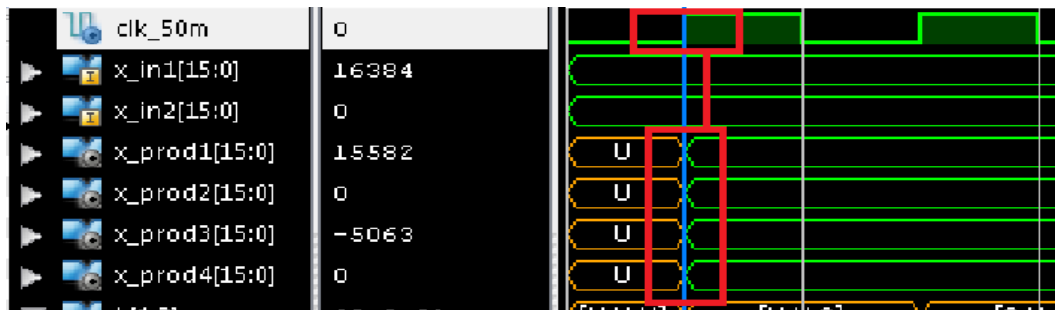 clk_50m 0
x_in1[15:0] 16384
x_in2[15:0] 0
x_prod1[15:0] 15582 U
x_prod2[15:0] 0 U
x_prod3[15:0] -5063 U
x_prod4[15:0] 0 U